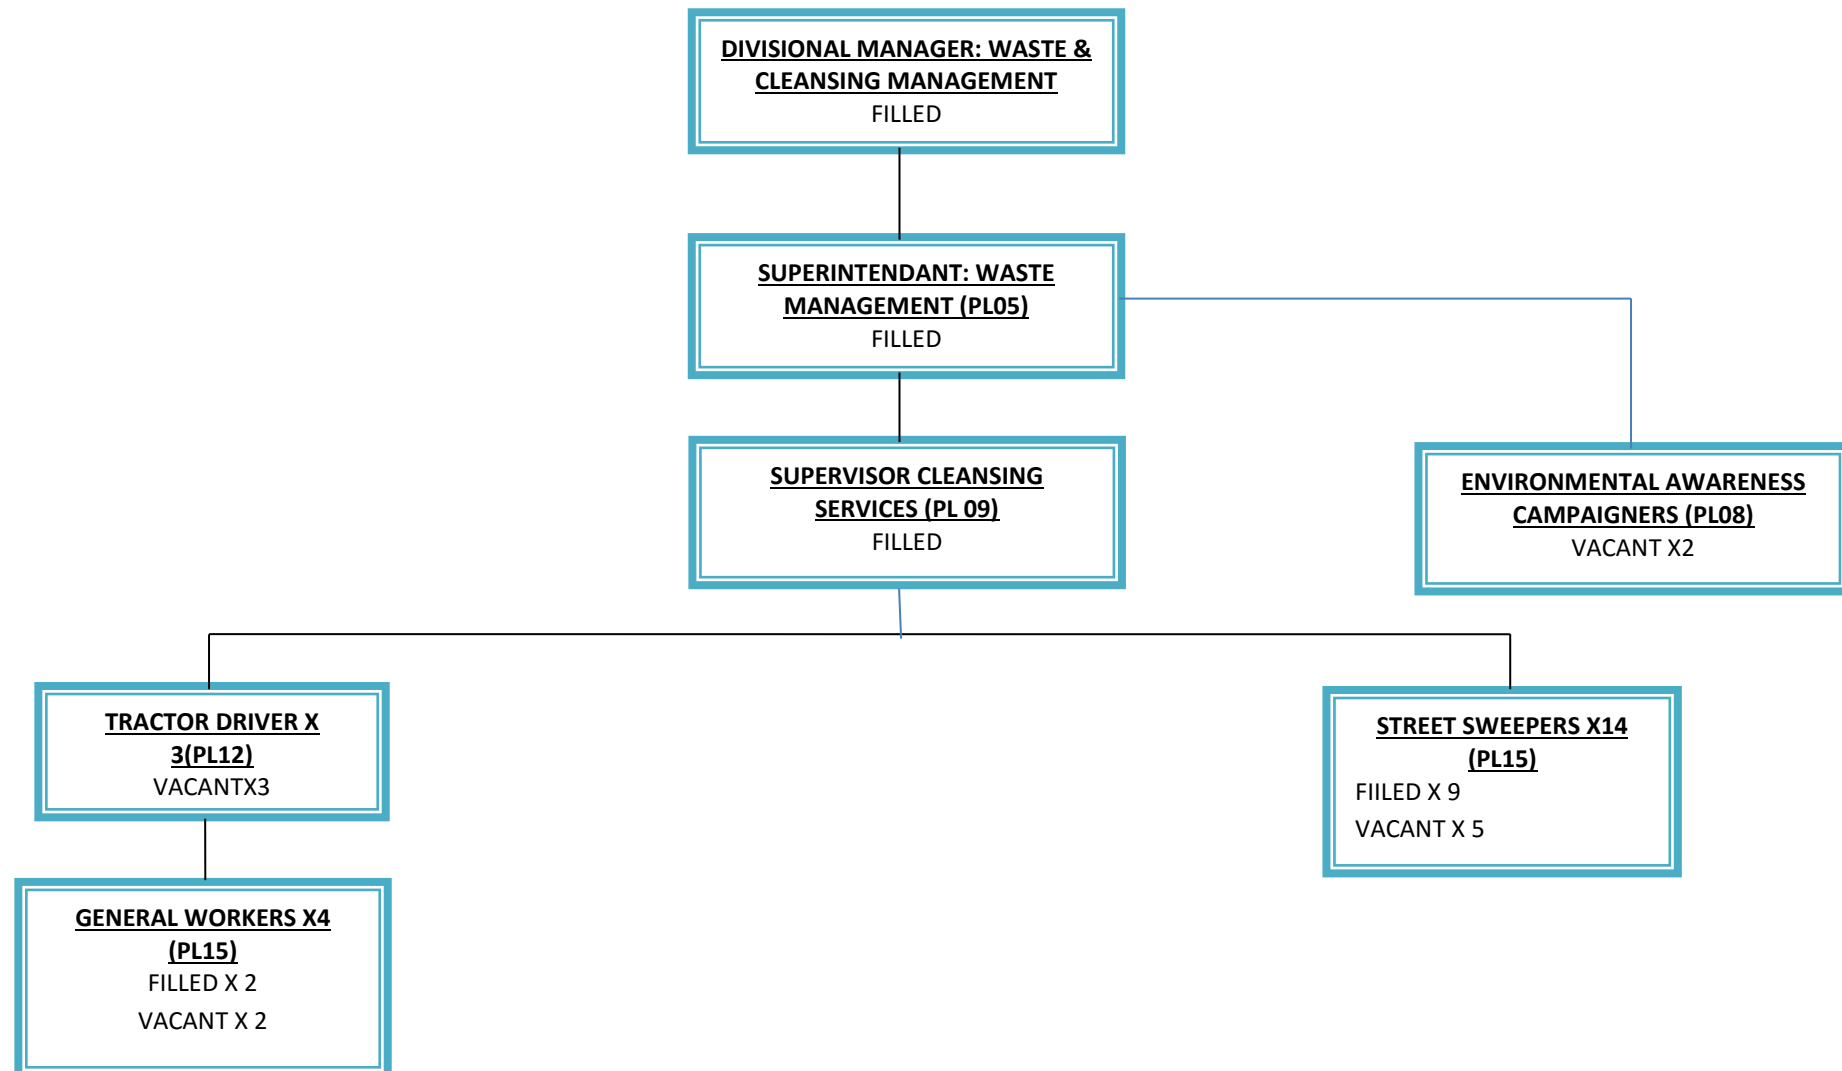 DIVISIONAL MANAGER: WASTE &
CLEANSING MANAGEMENT
FILLED
SUPERINTENDANT: WASTE
MANAGEMENT (PL05)
FILLED
SUPERVISOR CLEANSING
SERVICES (PL 09)
FILLED
ENVIRONMENTAL AWARENESS
CAMPAIGNERS (PL08)
VACANT X2
TRACTOR DRIVER X
3(PL12)
VACANTX3
STREET SWEEPERS X14
(PL15)
FIILED X 9
VACANT X 5
GENERAL WORKERS X4
(PL15)
FILLED X 2
VACANT X 2